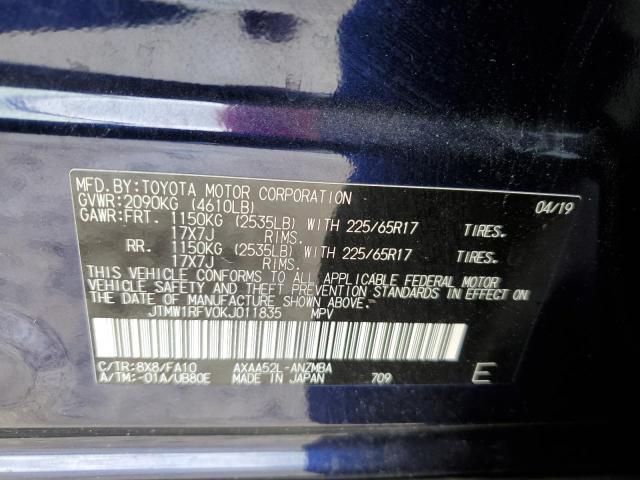 MFD. BY: TOYOTA MOTOR CORPORATION 04/19
GVWR: 2090KG (4610LB)
GAWR: FRT. 1150KG (2535LB) WITH 225/65R17 TIRES.
17X7J RIMS.
RR. 1150KG (2535LB) WITH 225/65R17 TIRES.
17X7J RIMS.
THIS VEHICLE CONFORMS TO ALL APPLICABLE FEDERAL MOTOR
VEHICLE SAFETY AND THEFT PREVENTION STANDARDS IN EFFECT ON
THE DATE OF MANUFACTURE SHOWN ABOVE.
JTMW1RFV0KJ011835 MPV
C/TR: 8X8/FA10 AXAA52L-ANZMBA
A/TM: -01A/UB80E MADE IN JAPAN 709 E